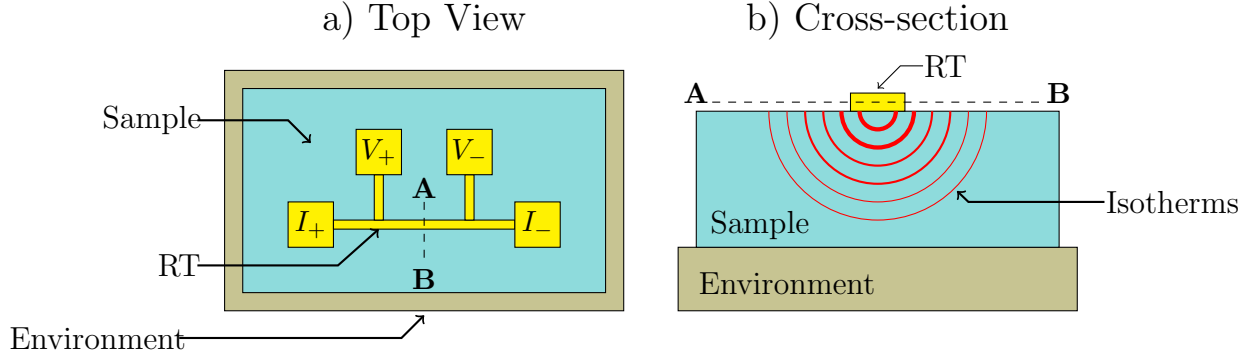 a) Top View
Sample
V+
V−
A
I+
I−
RT
B
Environment
b) Cross-section
RT
A
B
Isotherms
Sample
Environment